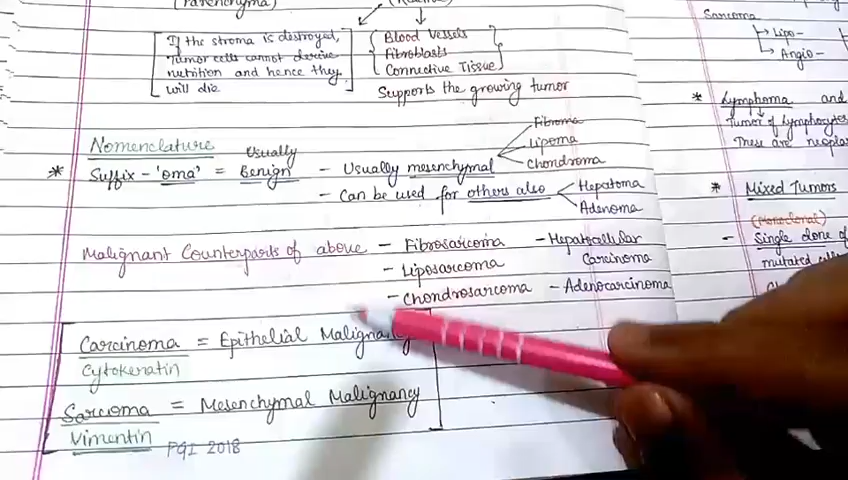 (Parenchyma)
If the stroma is destroyed,
Tumor cells cannot derive
nutrition and hence they
will die
Blood Vessels
Fibroblasts
Connective Tissue
Supports the growing tumor
Nomenclature
* Suffix - 'oma' = Usually Benign - Usually mesenchymal
Fibroma
Lipoma
Chondroma
- Can be used for others also
Hepatoma
Adenoma
Malignant Counterparts of above - Fibrosarcoma - Hepatocellular Carcinoma
- Liposarcoma
- Chondrosarcoma - Adenocarcinoma
Carcinoma = Epithelial Malignancy
Cytokeratin
Sarcoma = Mesenchymal Malignancy
Vimentin PGI 2018
Sarcoma
Lipo-
Angio-
* Lymphoma and
Tumor of Lymphocytes
These are neopla
* Mixed Tumors
(Monoclonal)
- Single clone of
mutated cells